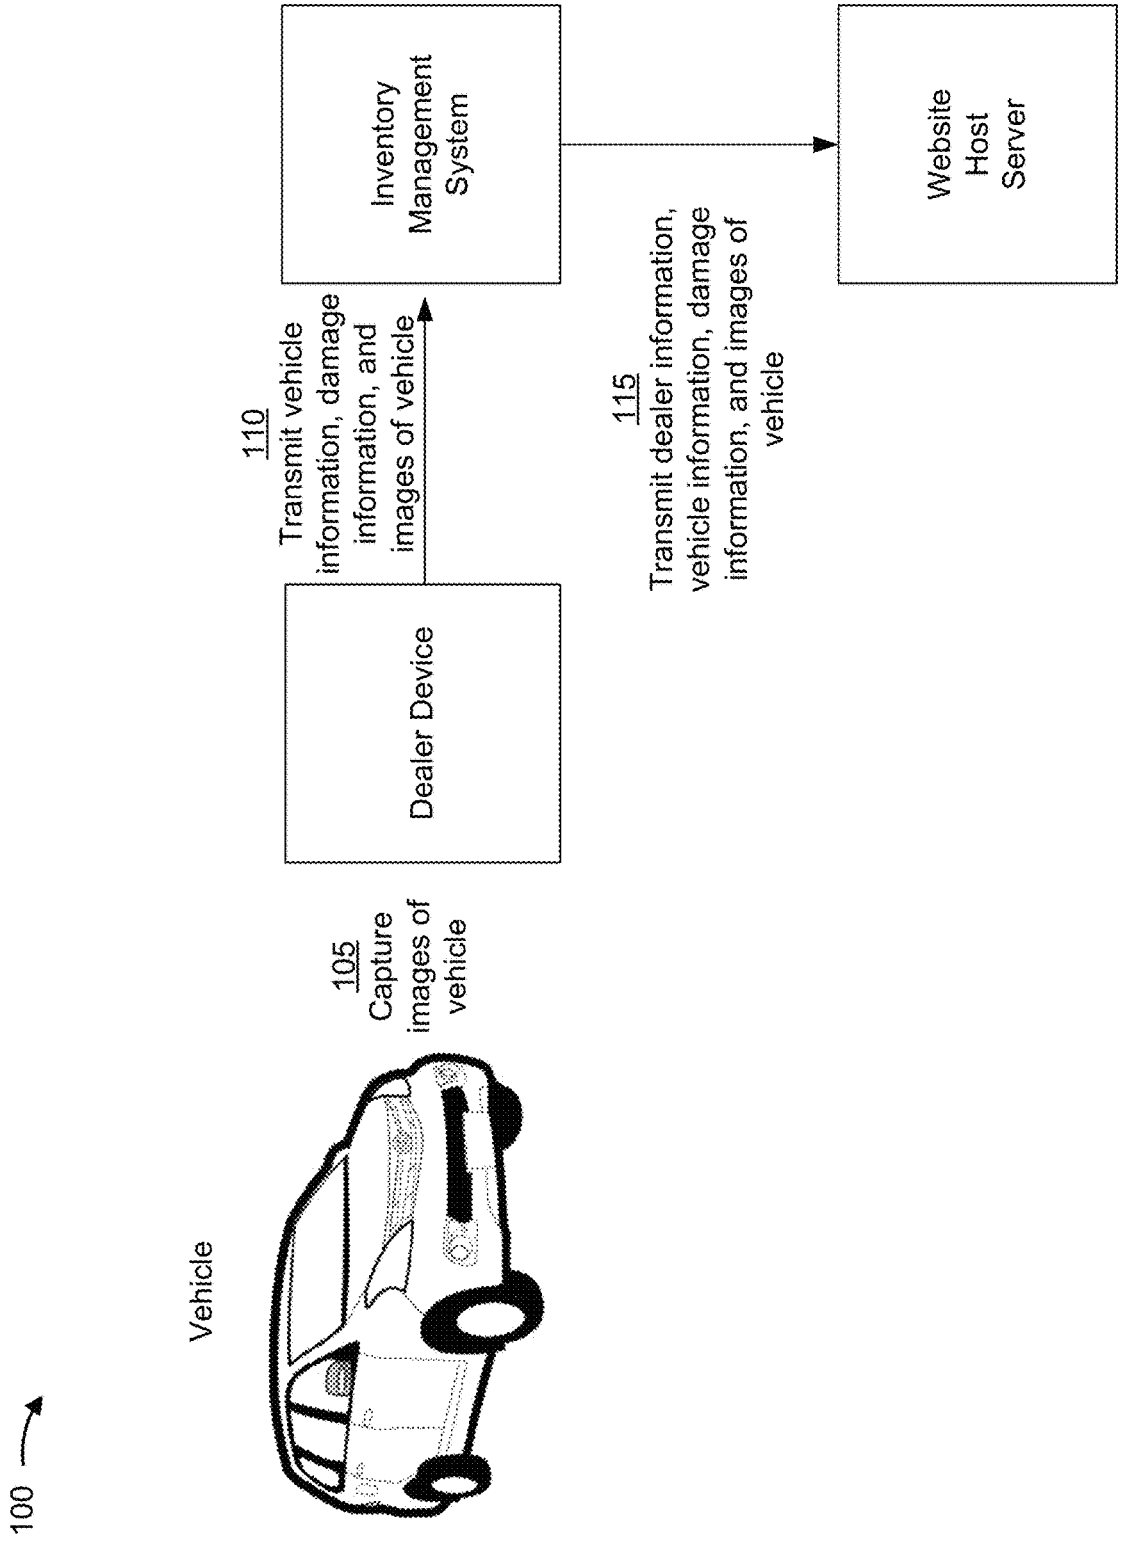 100
Vehicle
105
Capture
images of
vehicle
Dealer Device
110
Transmit vehicle
information, damage
information, and
images of vehicle
Inventory
Management
System
115
Transmit dealer information,
vehicle information, damage
information, and images of
vehicle
Website
Host
Server